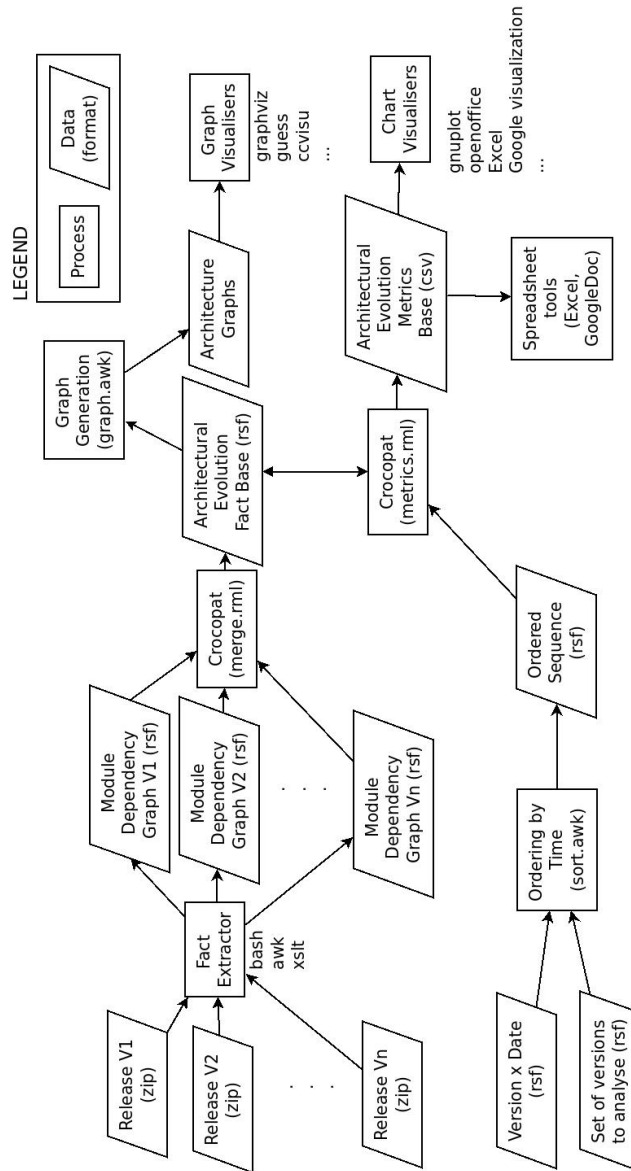 LEGEND
Process
Data
(format)
Release V1
(zip)
Release V2
(zip)
. . .
Release Vn
(zip)
Fact
Extractor
bash
awk
xslt
Module
Dependency
Graph V1 (rsf)
Module
Dependency
Graph V2 (rsf)
. . .
Module
Dependency
Graph Vn (rsf)
Crocopat
(merge.rml)
Architectural
Evolution
Fact Base (rsf)
Graph
Generation
(graph.awk)
Architecture
Graphs
Graph
Visualisers
graphviz
guess
ccvisu
...
Version x Date
(rsf)
Set of versions
to analyse (rsf)
Ordering by
Time
(sort.awk)
Ordered
Sequence
(rsf)
Crocopat
(metrics.rml)
Architectural
Evolution
Metrics
Base (csv)
Chart
Visualisers
gnuplot
openoffice
Excel
Google visualization
...
Spreadsheet
tools
(Excel,
GoogleDoc)